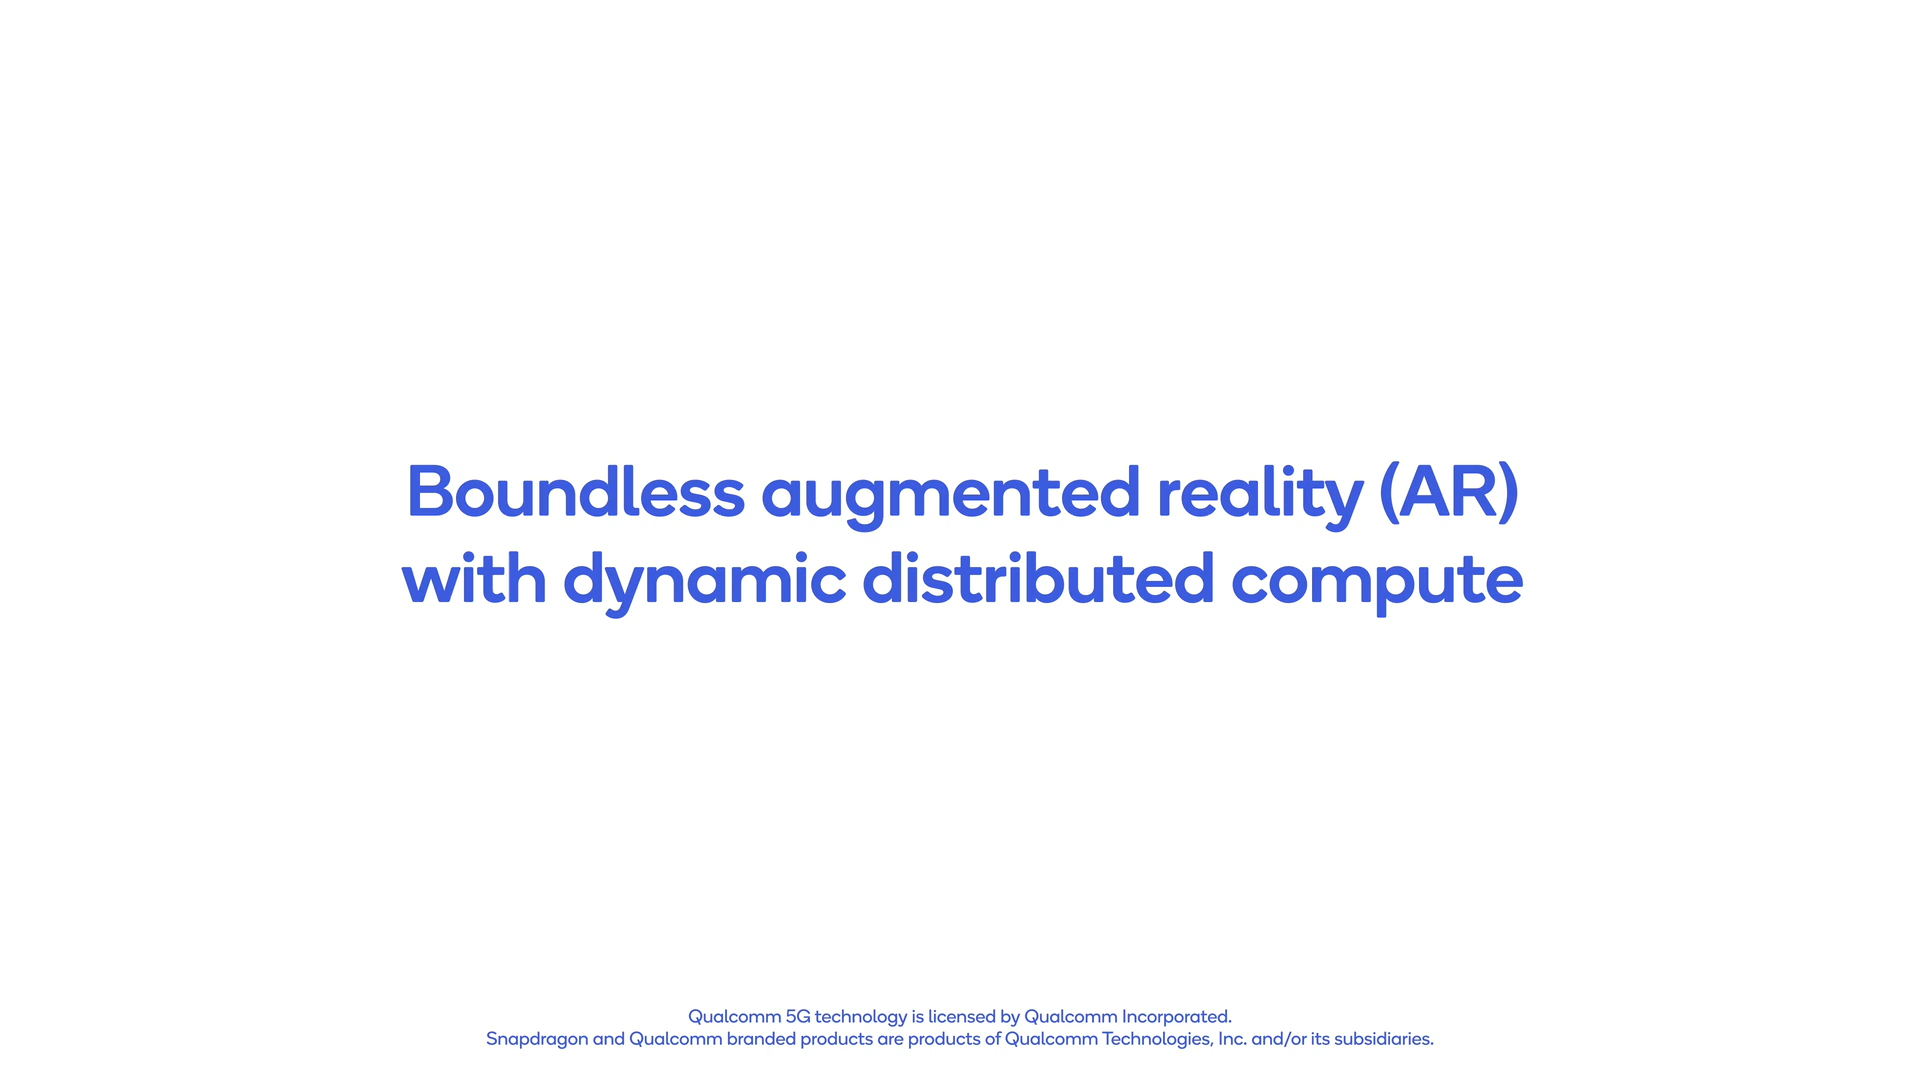 Boundless augmented reality (AR)
with dynamic distributed compute
Qualcomm 5G technology is licensed by Qualcomm Incorporated.
Snapdragon and Qualcomm branded products are products of Qualcomm Technologies, Inc. and/or its subsidiaries.